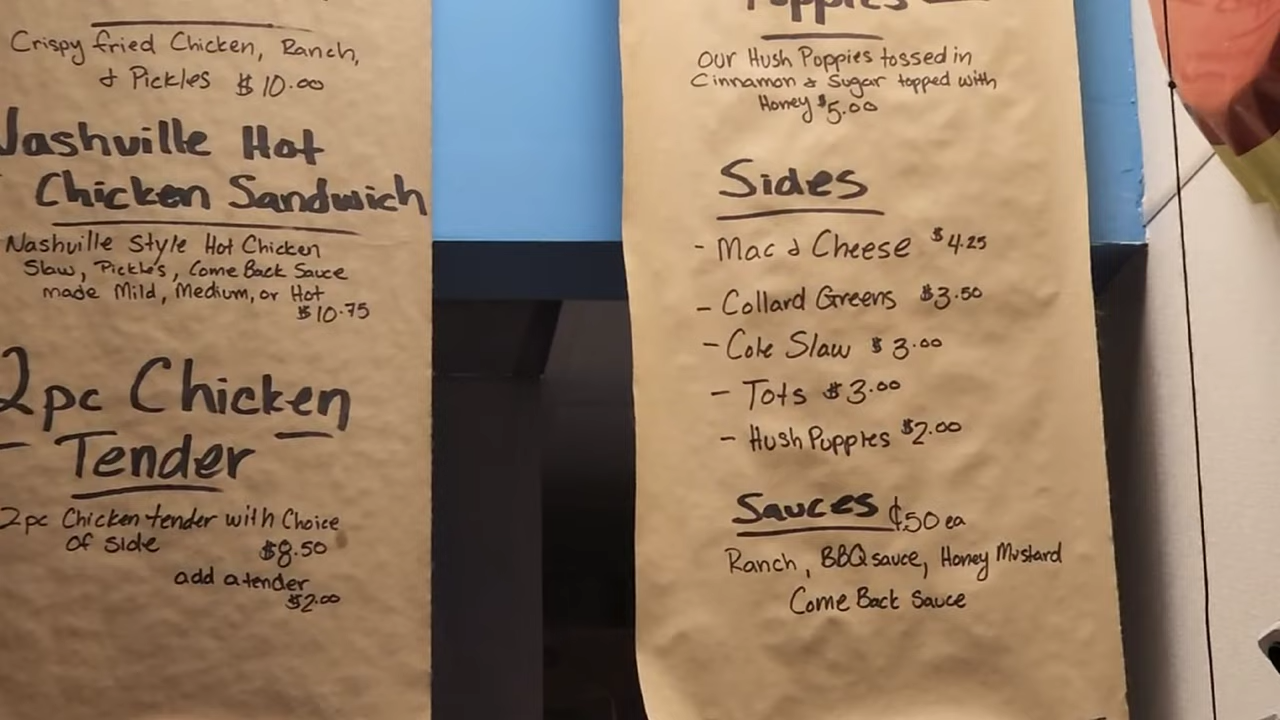 Crispy fried Chicken, Ranch,
& Pickles $10.00
Nashville Hot
Chicken Sandwich
Nashville Style Hot Chicken
Slaw, Pickles, Come Back Sauce
made Mild, Medium, or Hot
$10.75
2pc Chicken
Tender
2pc Chicken tender with Choice
of side $8.50
add a tender
$2.00
Poppies
Our Hush Poppies tossed in
Cinnamon & Sugar topped with
Honey $5.00
Sides
- Mac & Cheese $4.25
- Collard Greens $3.50
- Cole Slaw $3.00
- Tots $3.00
- Hush Puppies $2.00
Sauces ¢.50 ea
Ranch, BBQ sauce, Honey Mustard
Come Back Sauce